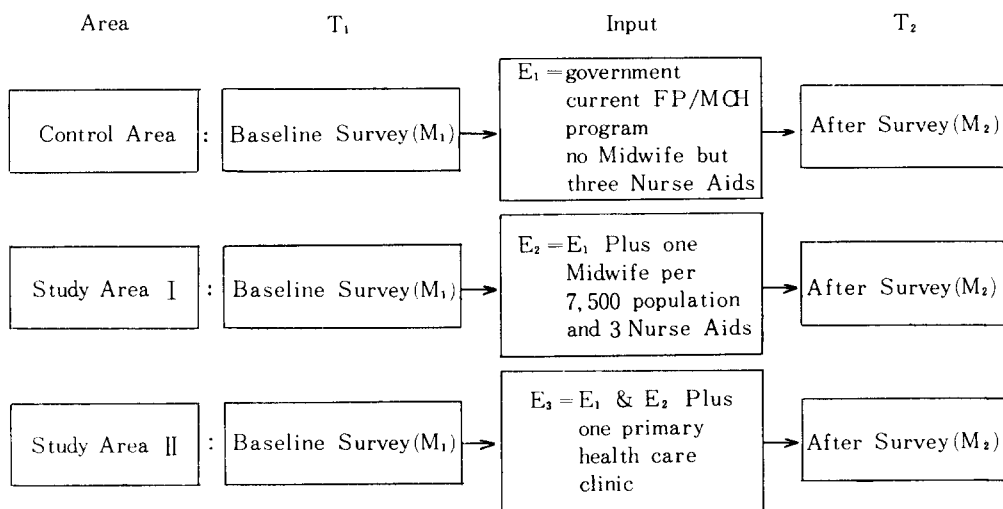 Area T₁ Input T₂
Control Area : Baseline Survey(M₁)
E₁=government
current FP/MCH
program
no Midwife but
three Nurse Aids
After Survey(M₂)
Study Area I : Baseline Survey(M₁)
E₂=E₁ Plus one
Midwife per
7,500 population
and 3 Nurse Aids
After Survey(M₂)
Study Area II : Baseline Survey(M₁)
E₃=E₁ & E₂ Plus
one primary
health care
clinic
After Survey(M₂)